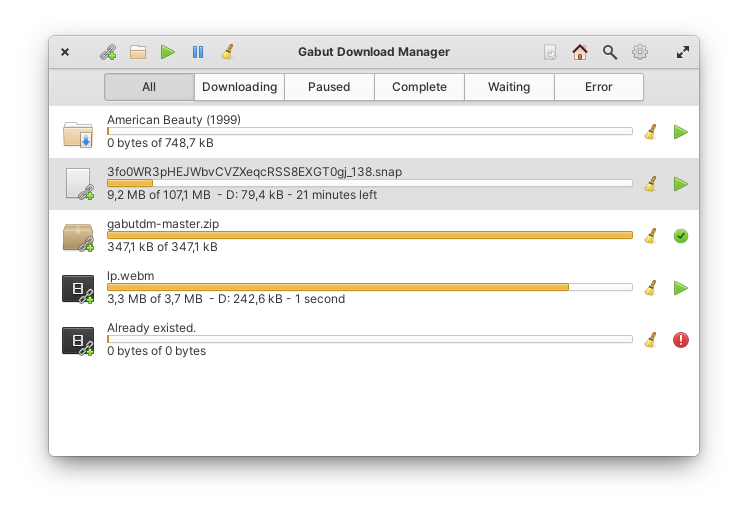 Gabut Download Manager
All Downloading Paused Complete Waiting Error
American Beauty (1999)
0 bytes of 748,7 kB
3fo0WR3pHEJWbvCVZXeqcRSS8EXGT0gj_138.snap
9,2 MB of 107,1 MB - D: 79,4 kB - 21 minutes left
gabutdm-master.zip
347,1 kB of 347,1 kB
lp.webm
3,3 MB of 3,7 MB - D: 242,6 kB - 1 second
Already existed.
0 bytes of 0 bytes